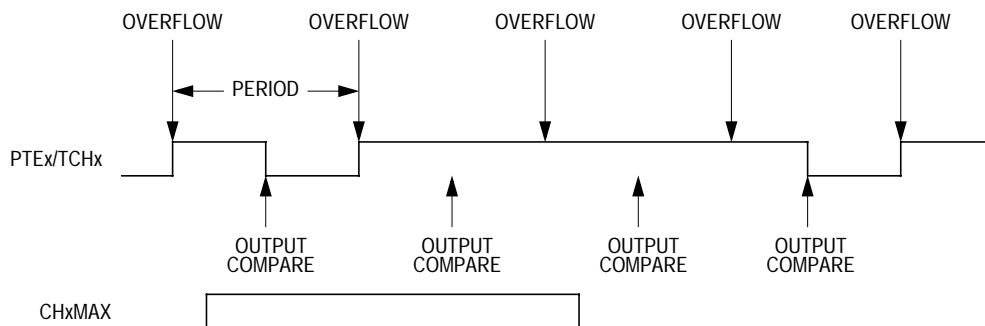 OVERFLOW OVERFLOW OVERFLOW OVERFLOW OVERFLOW
PERIOD
PTEx/TCHx
OUTPUT OUTPUT OUTPUT OUTPUT
COMPARE COMPARE COMPARE COMPARE
CHxMAX